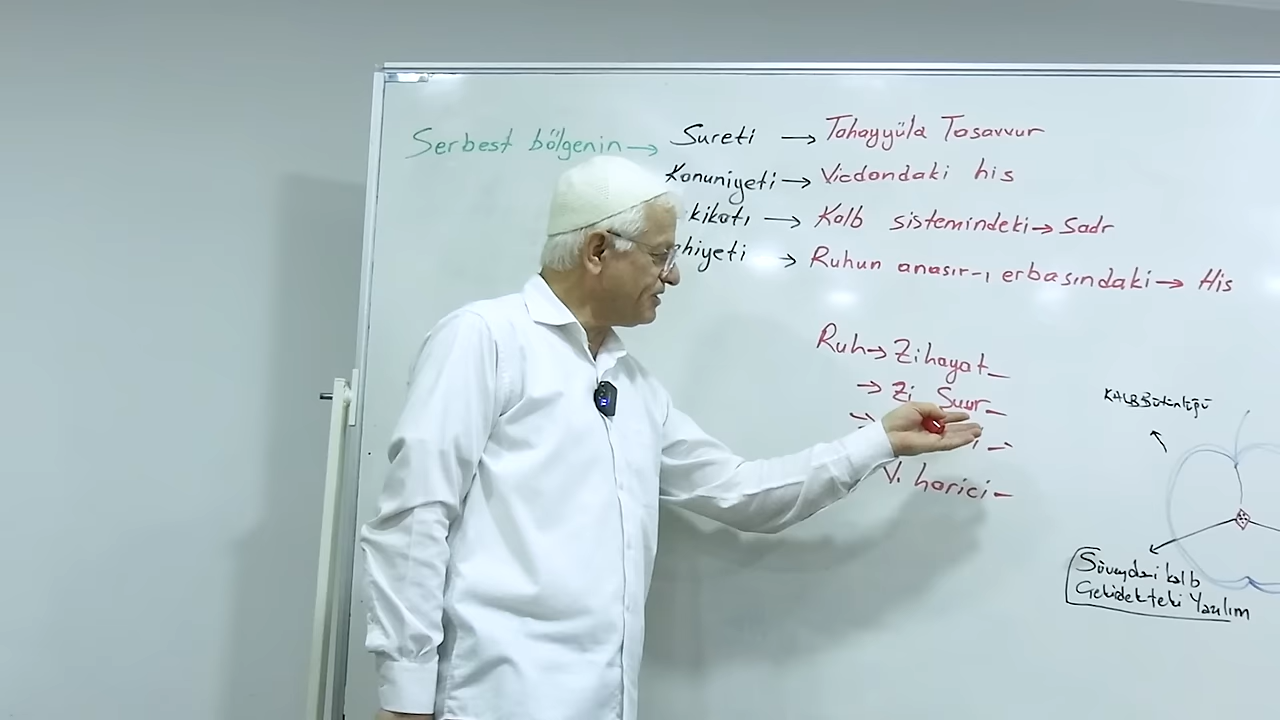 Serbest bölgenin → Sureti → Tahayyüla Tasavvur
Kanuniyeti → Vicdandaki his
kikatı → Kalb sistemindeki → Sadr
hiyeti → Ruhun anasır-ı erbasındaki → His
Ruh → Zihayat
→ Zi Suur
→
V. harici
KALB Bütünlüğü
Süveydai kalb
Çekirdekteki Yazılım